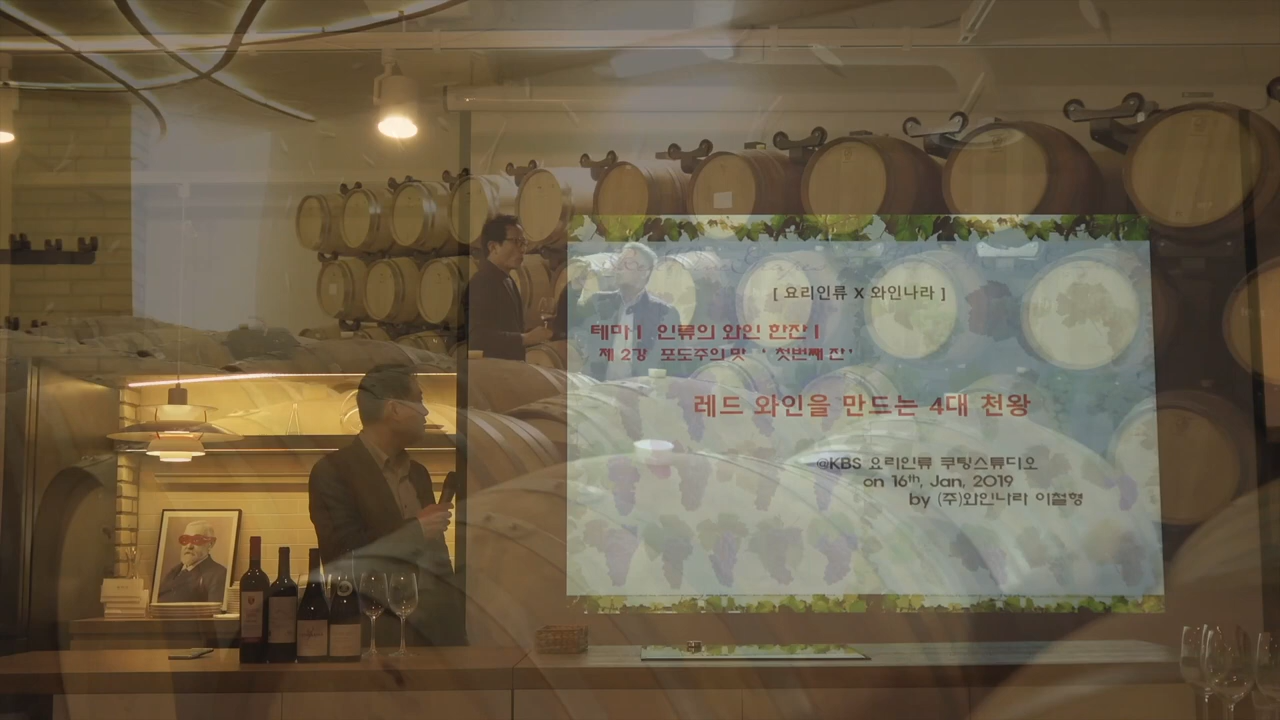 [ 요리인류 X 와인나라 ]
테마 1 인류의 와인 한잔 1
제 2강 포도주의 맛 ' 첫번째 잔'
레드 와인을 만드는 4대 천왕
@KBS 요리인류 쿠팅스튜디오
on 16th, Jan, 2019
by (주)와인나라 이철형